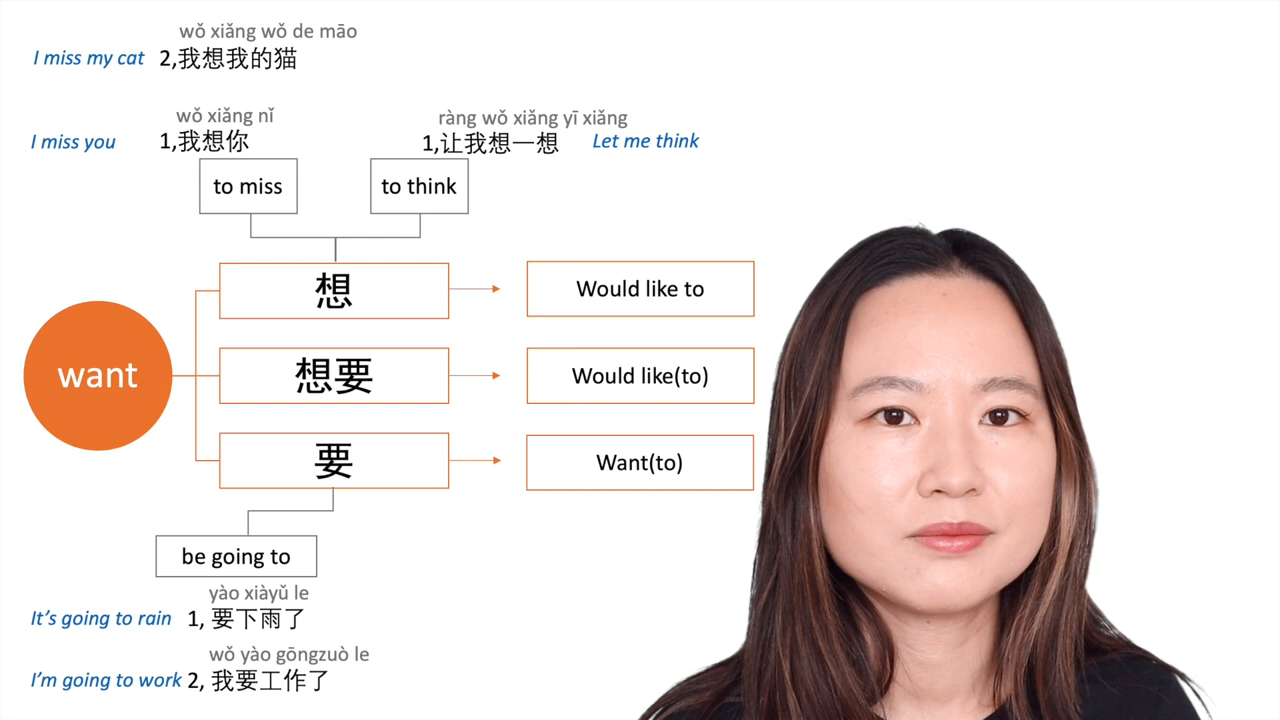 wǒ xiǎng wǒ de māo
I miss my cat 2,我想我的猫
wǒ xiǎng nǐ
ràng wǒ xiǎng yī xiǎng
I miss you 1,我想你
1,让我想一想 Let me think
to miss
to think
想
Would like to
want
想要
Would like(to)
要
Want(to)
be going to
yào xiàyǔ le
It’s going to rain 1, 要下雨了
wǒ yào gōngzuò le
I’m going to work 2, 我要工作了